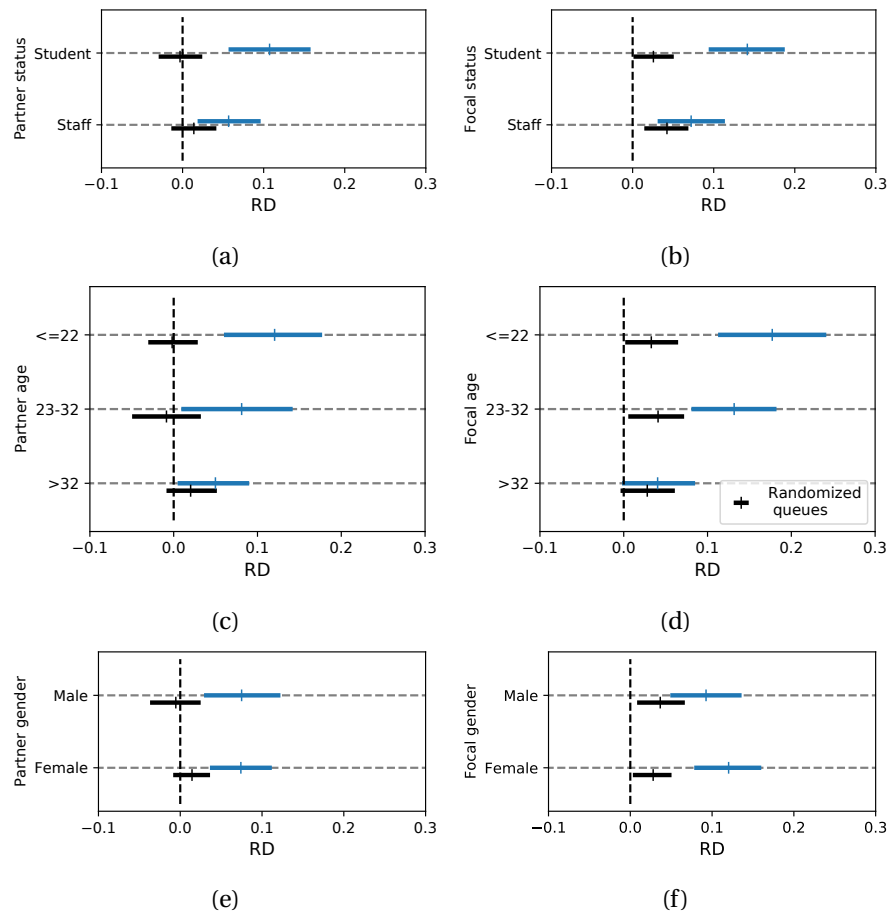 Partner status
Student
Staff
−0.1 0.0 0.1 0.2 0.3
RD
(a)
Focal status
Student
Staff
−0.1 0.0 0.1 0.2 0.3
RD
(b)
Partner age
<=22
23-32
>32
−0.1 0.0 0.1 0.2 0.3
RD
(c)
Focal age
<=22
23-32
>32
Randomized
queues
−0.1 0.0 0.1 0.2 0.3
RD
(d)
Partner gender
Male
Female
−0.1 0.0 0.1 0.2 0.3
RD
(e)
Focal gender
Male
Female
−0.1 0.0 0.1 0.2 0.3
RD
(f)